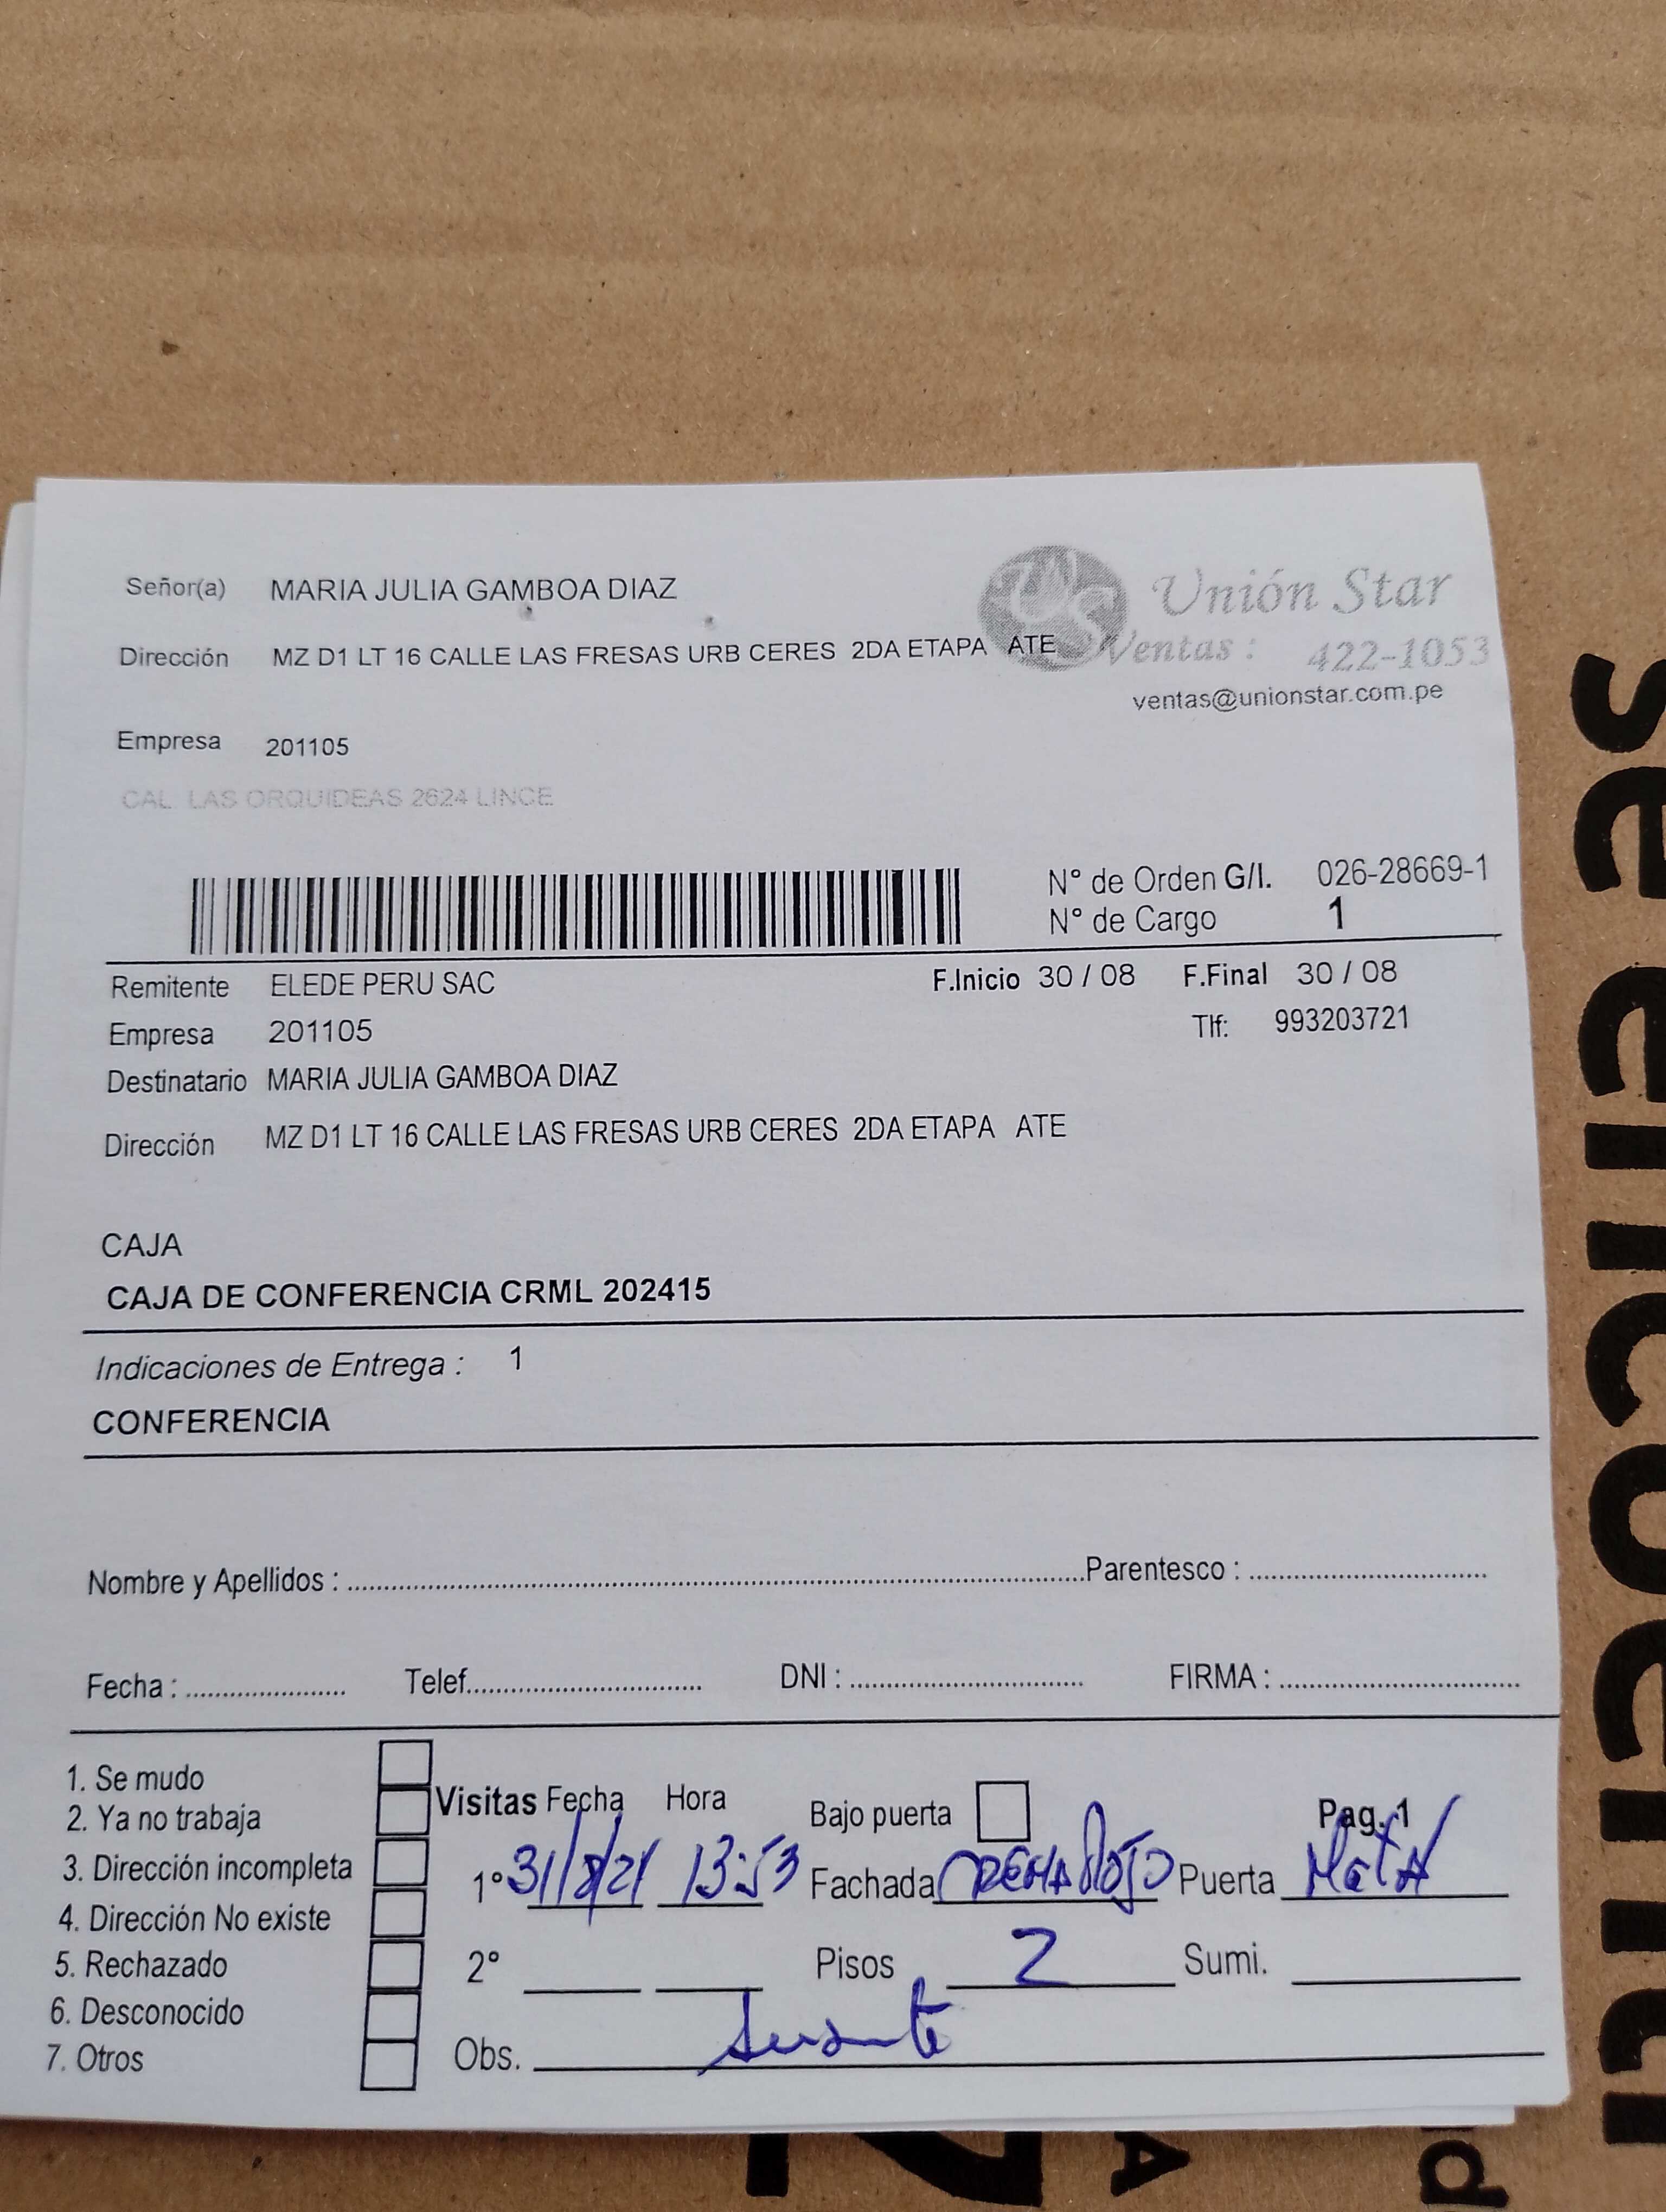 Señor(a) MARIA JULIA GAMBOA DIAZ
Unión Star
Dirección MZ D1 LT 16 CALLE LAS FRESAS URB CERES 2DA ETAPA ATE
Ventas : 422-1053
ventas@unionstar.com.pe
Empresa 201105
CAL. LAS ORQUIDEAS 2624 LINCE
N° de Orden G/I. 026-28669-1
N° de Cargo 1
Remitente ELEDE PERU SAC F.Inicio 30 / 08 F.Final 30 / 08
Empresa 201105 Tlf: 993203721
Destinatario MARIA JULIA GAMBOA DIAZ
Dirección MZ D1 LT 16 CALLE LAS FRESAS URB CERES 2DA ETAPA ATE
CAJA
CAJA DE CONFERENCIA CRML 202415
Indicaciones de Entrega : 1
CONFERENCIA
Nombre y Apellidos : Parentesco :
Fecha : Telef. DNI : FIRMA :
1. Se mudo
2. Ya no trabaja
3. Dirección incompleta
4. Dirección No existe
5. Rechazado
6. Desconocido
7. Otros
Visitas Fecha Hora Bajo puerta Pag. 1
1° 31/8/21 13:53 Fachada CREMA ROJO Puerta Metal
2° Pisos 2 Sumi.
Obs.